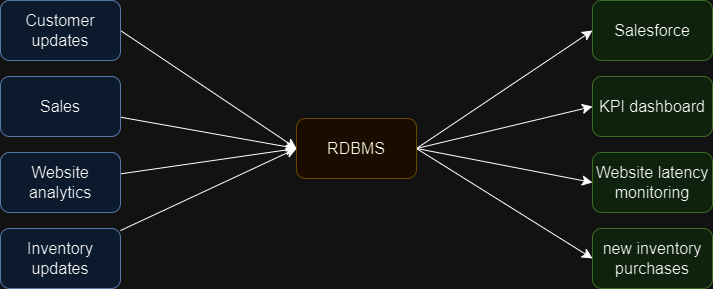 Customer
updates
Sales
Website
analytics
Inventory
updates
RDBMS
Salesforce
KPI dashboard
Website latency
monitoring
new inventory
purchases